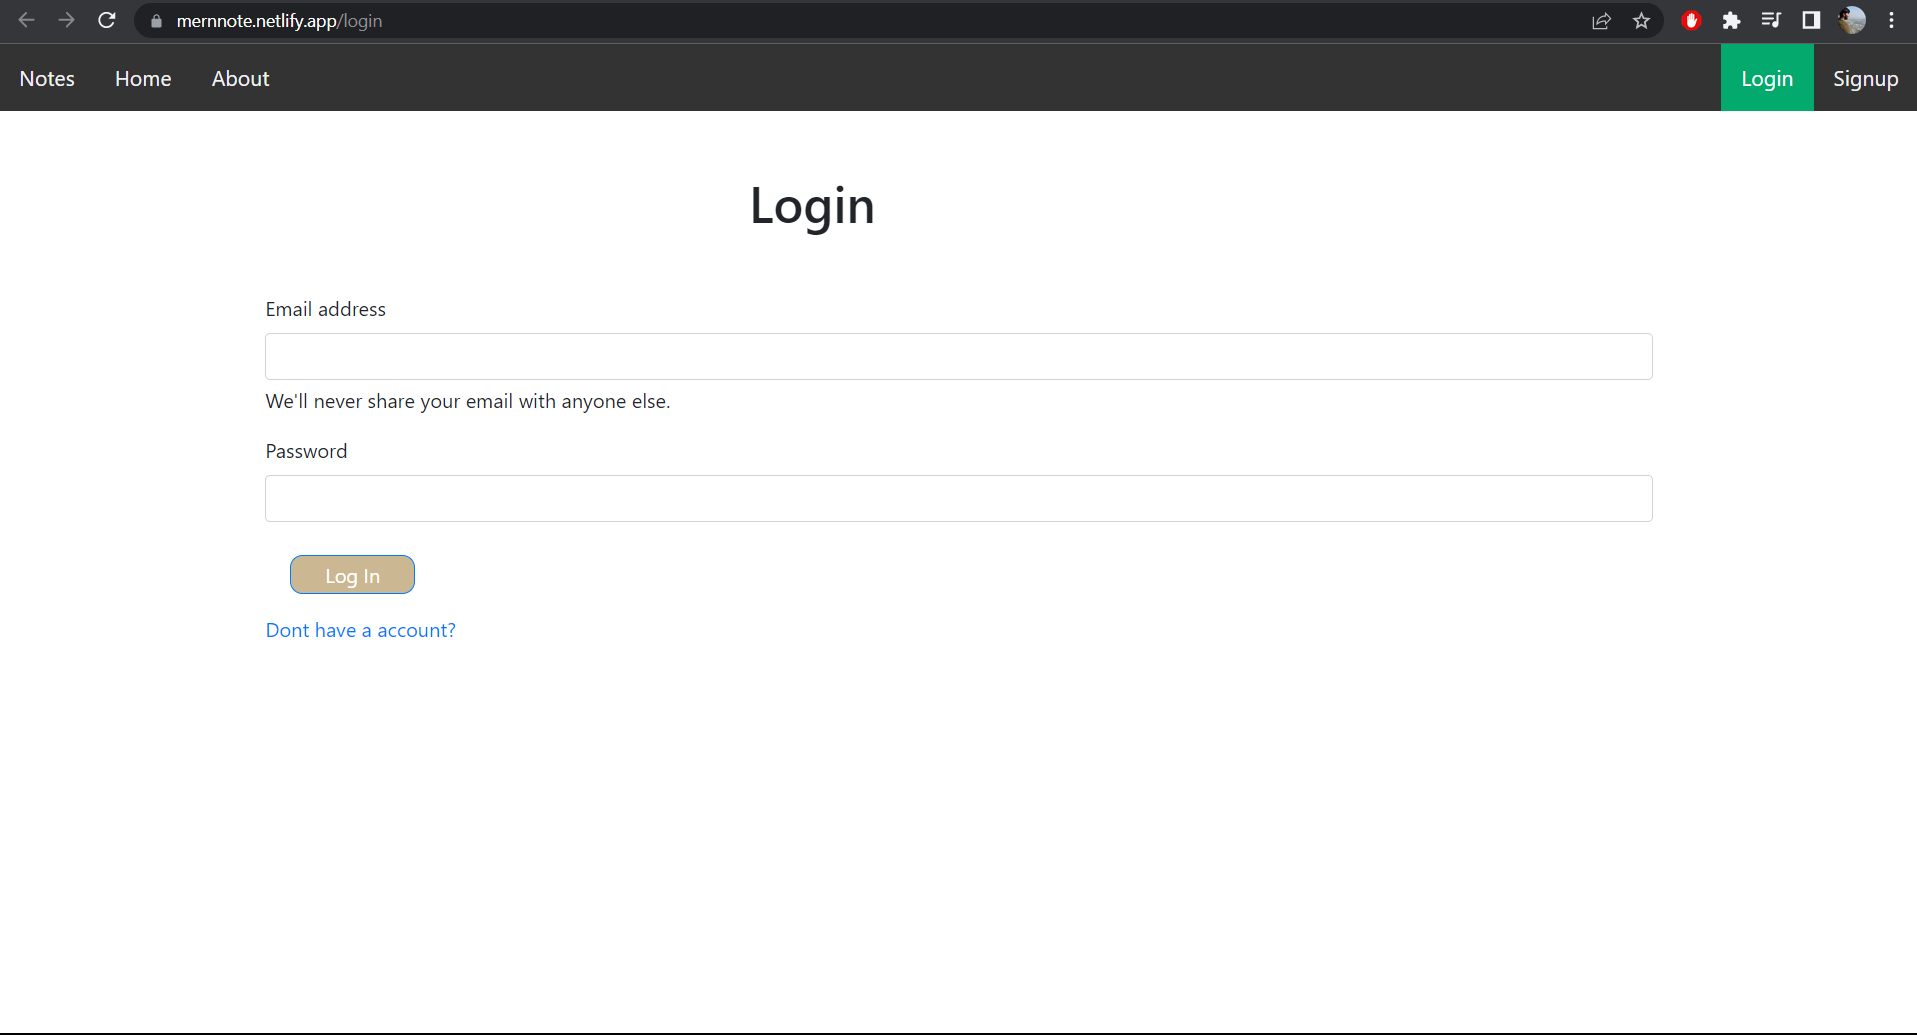 mernnote.netlify.app/login
Notes Home About Login Signup
Login
Email address
We'll never share your email with anyone else.
Password
Log In
Dont have a account?